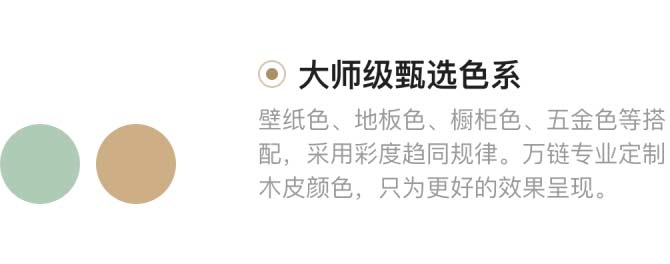 大师级甄选色系
壁纸色、地板色、橱柜色、五金色等搭
配，采用彩度趋同规律。万链专业定制
木皮颜色，只为更好的效果呈现。